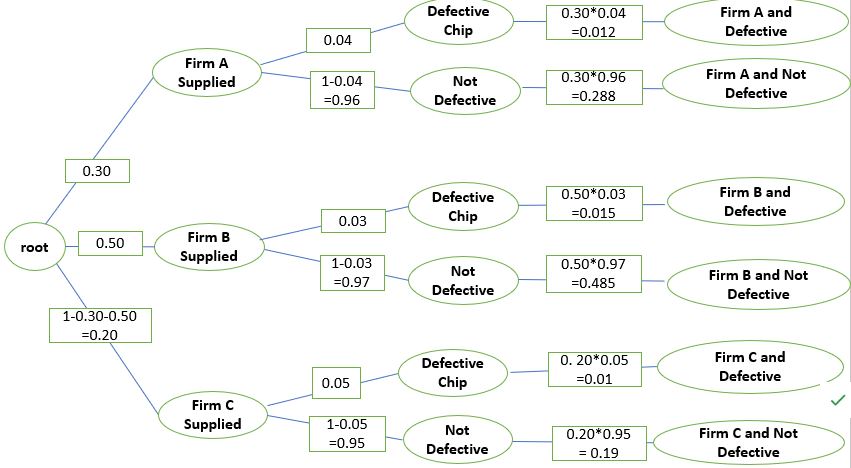 Defective
Chip
0.30*0.04
=0.012
Firm A and
Defective
0.04
Firm A
Supplied
1-0.04
=0.96
Not
Defective
0.30*0.96
=0.288
Firm A and Not
Defective
0.30
Defective
Chip
0.50*0.03
=0.015
Firm B and
Defective
0.03
root
0.50
Firm B
Supplied
1-0.03
=0.97
Not
Defective
0.50*0.97
=0.485
Firm B and Not
Defective
1-0.30-0.50
=0.20
Defective
Chip
0. 20*0.05
=0.01
Firm C and
Defective
0.05
Firm C
Supplied
1-0.05
=0.95
Not
Defective
0.20*0.95
= 0.19
Firm C and Not
Defective